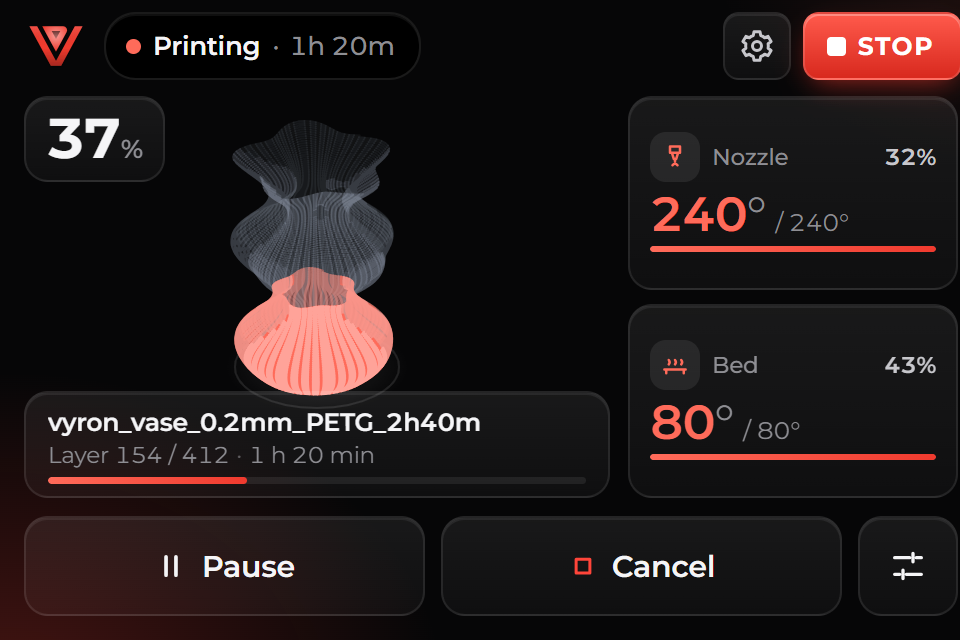 Printing · 1h 20m
STOP
37%
Nozzle 32%
240° / 240°
Bed 43%
80° / 80°
vyron_vase_0.2mm_PETG_2h40m
Layer 154 / 412 · 1 h 20 min
Pause
Cancel